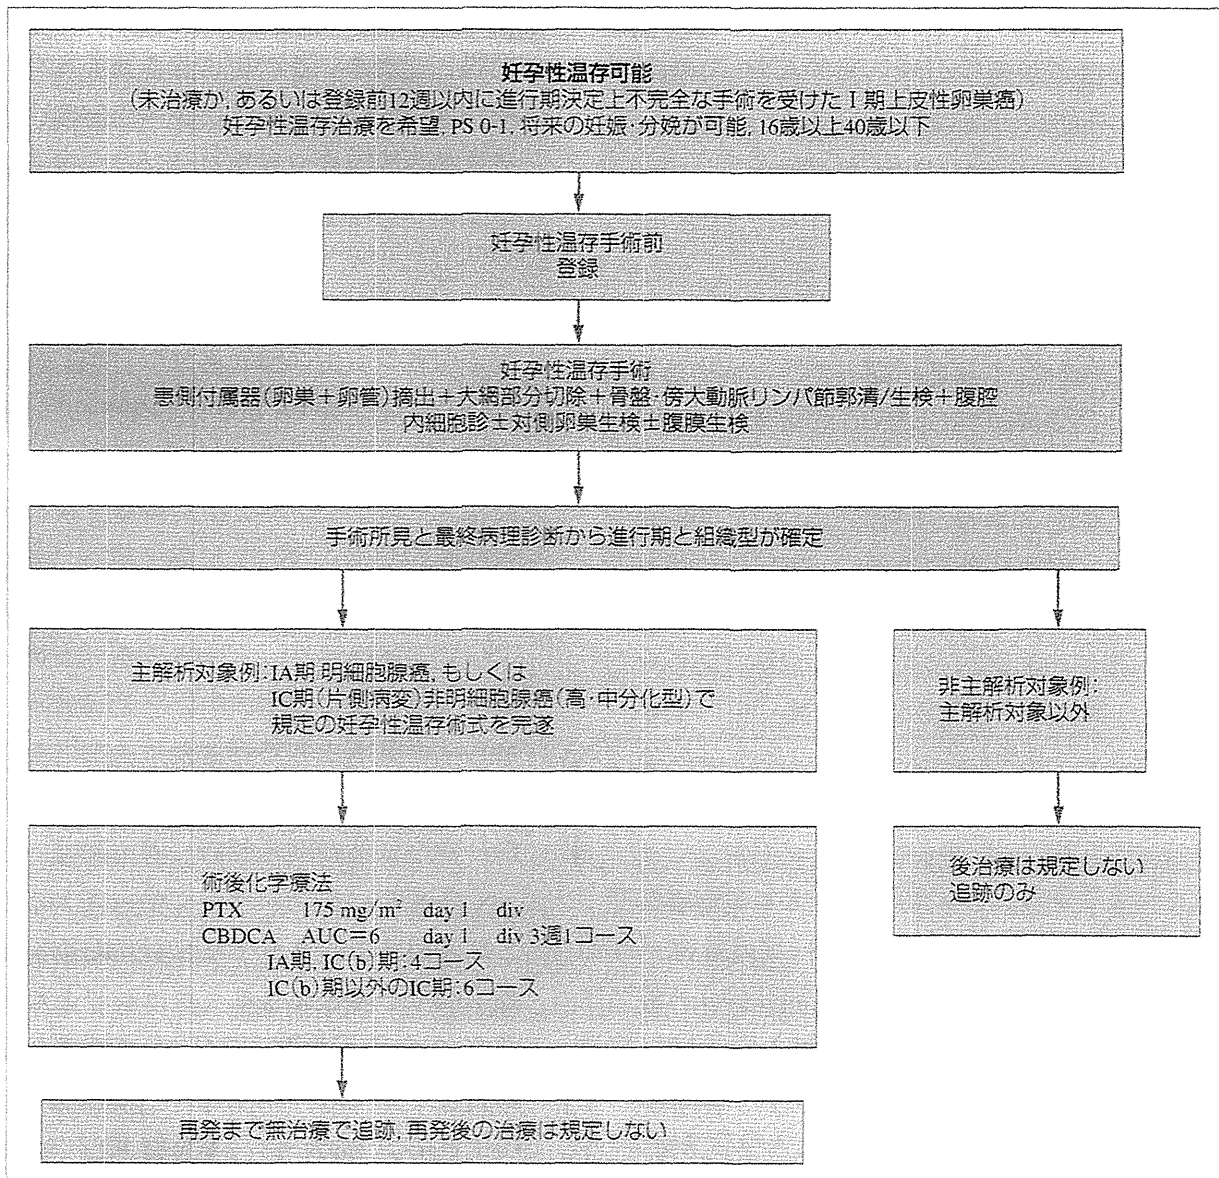 妊孕性温存可能
(未治療か, あるいは登録前12週以内に進行期決定上不完全な手術を受けたⅠ期上皮性卵巣癌)
妊孕性温存治療を希望, PS 0-1, 将来の妊娠・分娩が可能, 16歳以上40歳以下
妊孕性温存手術前
登録
妊孕性温存手術
患側付属器(卵巣＋卵管)摘出＋大網部分切除＋骨盤・傍大動脈リンパ節郭清/生検＋腹腔
内細胞診±対側卵巣生検±腹膜生検
手術所見と最終病理診断から進行期と組織型が確定
主解析対象例:IA期 明細胞腺癌, もしくは
IC期(片側病変)非明細胞腺癌(高・中分化型)で
規定の妊孕性温存術式を完遂
非主解析対象例:
主解析対象以外
術後化学療法
PTX 175 mg/m² day 1 div
CBDCA AUC＝6 day 1 div 3週1コース
IA期, IC(b)期:4コース
IC(b)期以外のIC期:6コース
後治療は規定しない
追跡のみ
再発まで無治療で追跡, 再発後の治療は規定しない